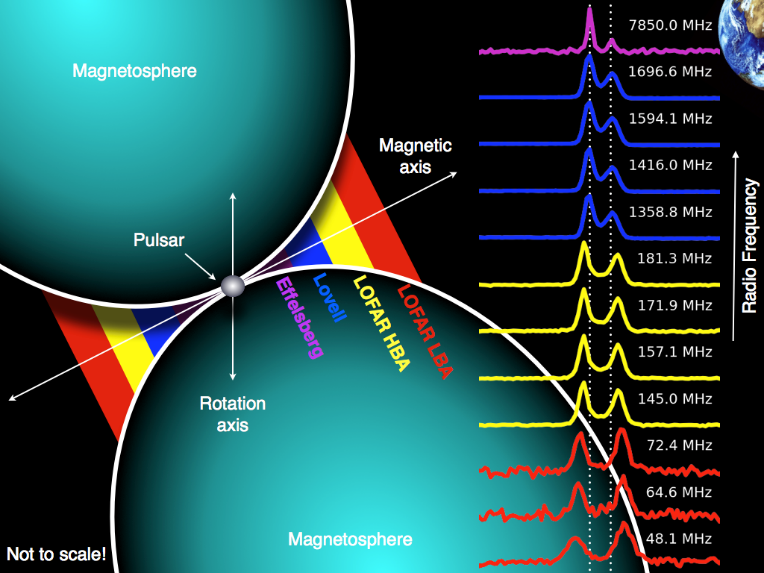 Magnetosphere
Magnetic
axis
Pulsar
Effelsberg
Lovell
LOFAR HBA
LOFAR LBA
Rotation
axis
Magnetosphere
Not to scale!
7850.0 MHz
1696.6 MHz
1594.1 MHz
1416.0 MHz
1358.8 MHz
181.3 MHz
171.9 MHz
157.1 MHz
145.0 MHz
72.4 MHz
64.6 MHz
48.1 MHz
Radio Frequency